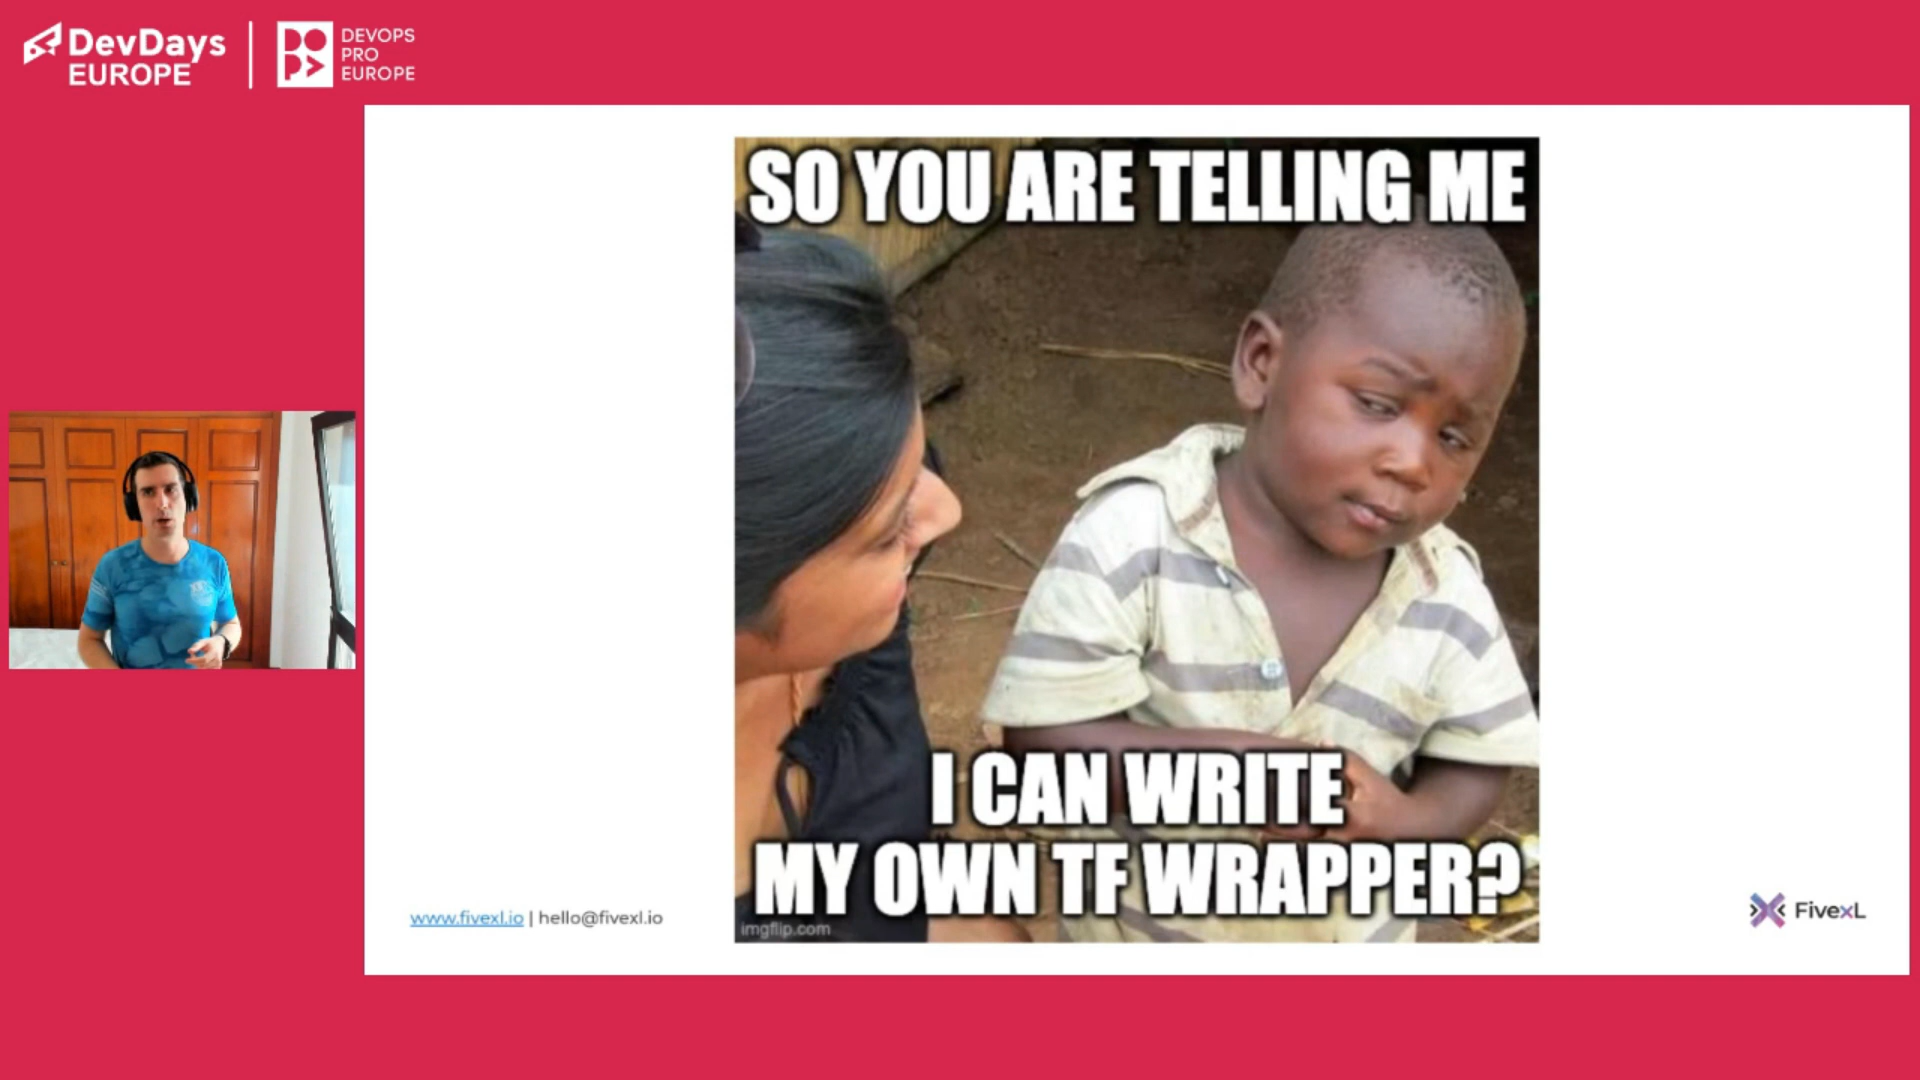 DevDays
EUROPE
DEVOPS
PRO
EUROPE
SO YOU ARE TELLING ME
I CAN WRITE
MY OWN TF WRAPPER?
imgflip.com
www.fivexl.io | hello@fivexl.io
FivexL